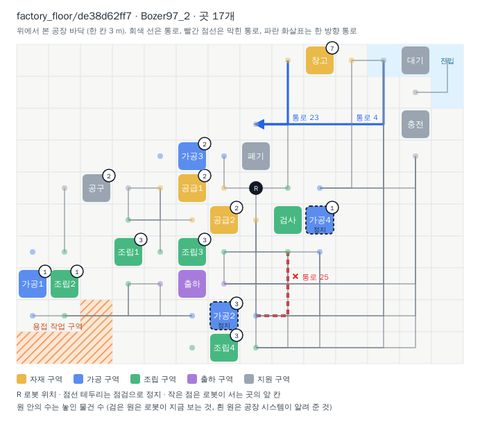 factory_floor/de38d62ff7 · Bozer97_2 · 곳 17개
위에서 본 공장 바닥 (한 칸 3 m). 회색 선은 통로, 빨간 점선은 막힌 통로, 파란 화살표는 한 방향 통로
창고 7
대기
통로 23
통로 4
충전
가공3 2
폐기
공구 2
공급1 2
R
공급2 2
검사
가공4 1
정지
조립1 3
조립3 3
✖ 통로 25
가공1 1
조립2 1
출하
가공2 3
정지
용접 작업 구역
조립4 3
자재 구역
가공 구역
조립 구역
출하 구역
지원 구역
R 로봇 위치 · 점선 테두리는 점검으로 정지 · 작은 점은 로봇이 서는 곳의 앞 칸
원 안의 수는 놓인 물건 수 (검은 원은 로봇이 지금 보는 것, 흰 원은 공장 시스템이 알려 준 것)